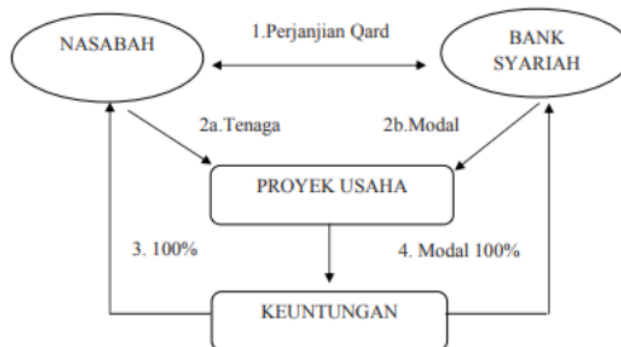 NASABAH
1.Perjanjian Qard
BANK
SYARIAH
2a.Tenaga
2b.Modal
PROYEK USAHA
3. 100%
4. Modal 100%
KEUNTUNGAN